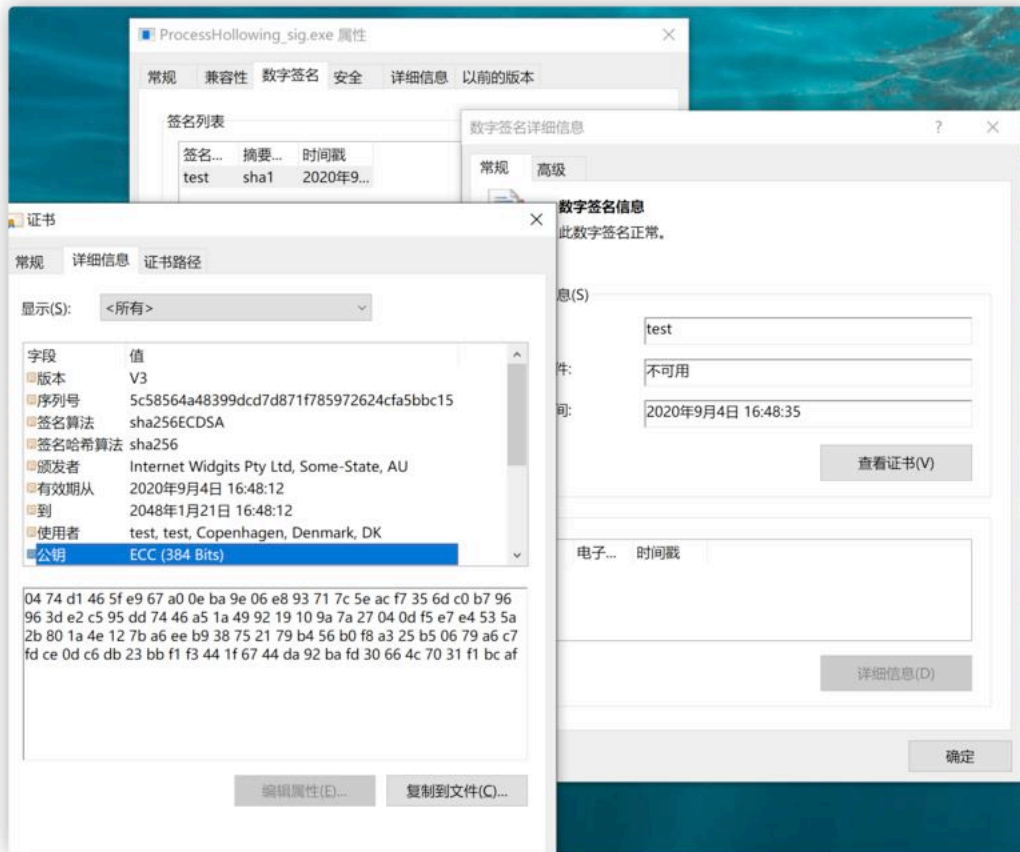 ProcessHollowing_sig.exe 属性
常规 兼容性 数字签名 安全 详细信息 以前的版本
签名列表
签名... 摘要... 时间戳
test sha1 2020年9...
数字签名详细信息 ?
常规 高级
数字签名信息
此数字签名正常。
息(S)
test
件: 不可用
间: 2020年9月4日 16:48:35
查看证书(V)
电子... 时间戳
详细信息(D)
确定
证书
常规 详细信息 证书路径
显示(S): <所有>
字段 值
版本 V3
序列号 5c58564a48399dcd7d871f785972624cfa5bbc15
签名算法 sha256ECDSA
签名哈希算法 sha256
颁发者 Internet Widgits Pty Ltd, Some-State, AU
有效期从 2020年9月4日 16:48:12
到 2048年1月21日 16:48:12
使用者 test, test, Copenhagen, Denmark, DK
公钥 ECC (384 Bits)
04 74 d1 46 5f e9 67 a0 0e ba 9e 06 e8 93 71 7c 5e ac f7 35 6d c0 b7 96
96 3d e2 c5 95 dd 74 46 a5 1a 49 92 19 10 9a 7a 27 04 0d f5 e7 e4 53 5a
2b 80 1a 4e 12 7b a6 ee b9 38 75 21 79 b4 56 b0 f8 a3 25 b5 06 79 a6 c7
fd ce 0d c6 db 23 bb f1 f3 44 1f 67 44 da 92 ba fd 30 66 4c 70 31 f1 bc af
编辑属性(E)... 复制到文件(C)...